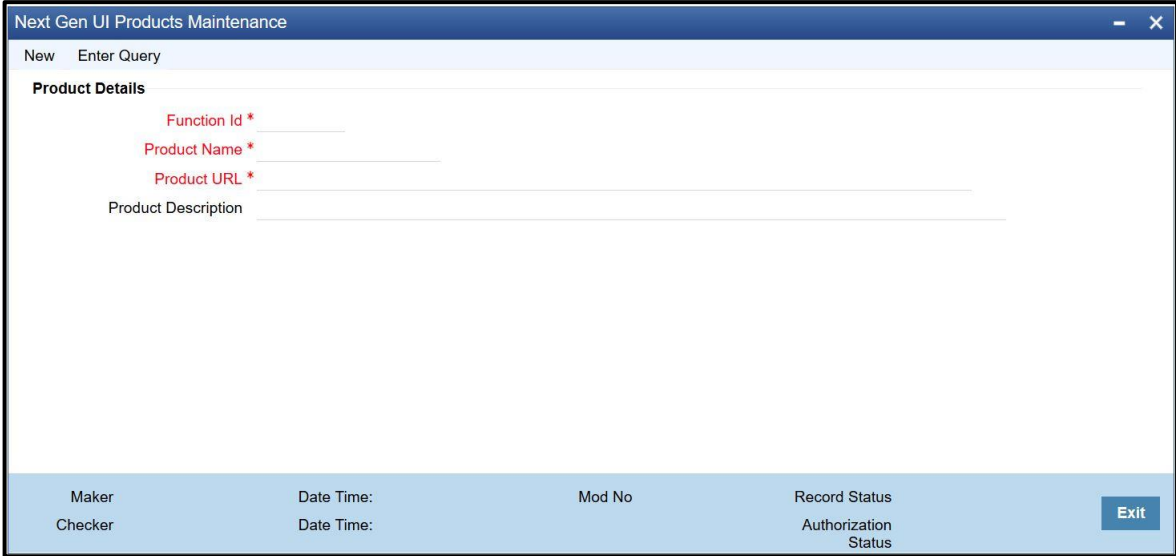 Next Gen UI Products Maintenance
New Enter Query
Product Details
Function Id *
Product Name *
Product URL *
Product Description
Maker Date Time: Mod No Record Status
Exit
Checker Date Time: Authorization
Status